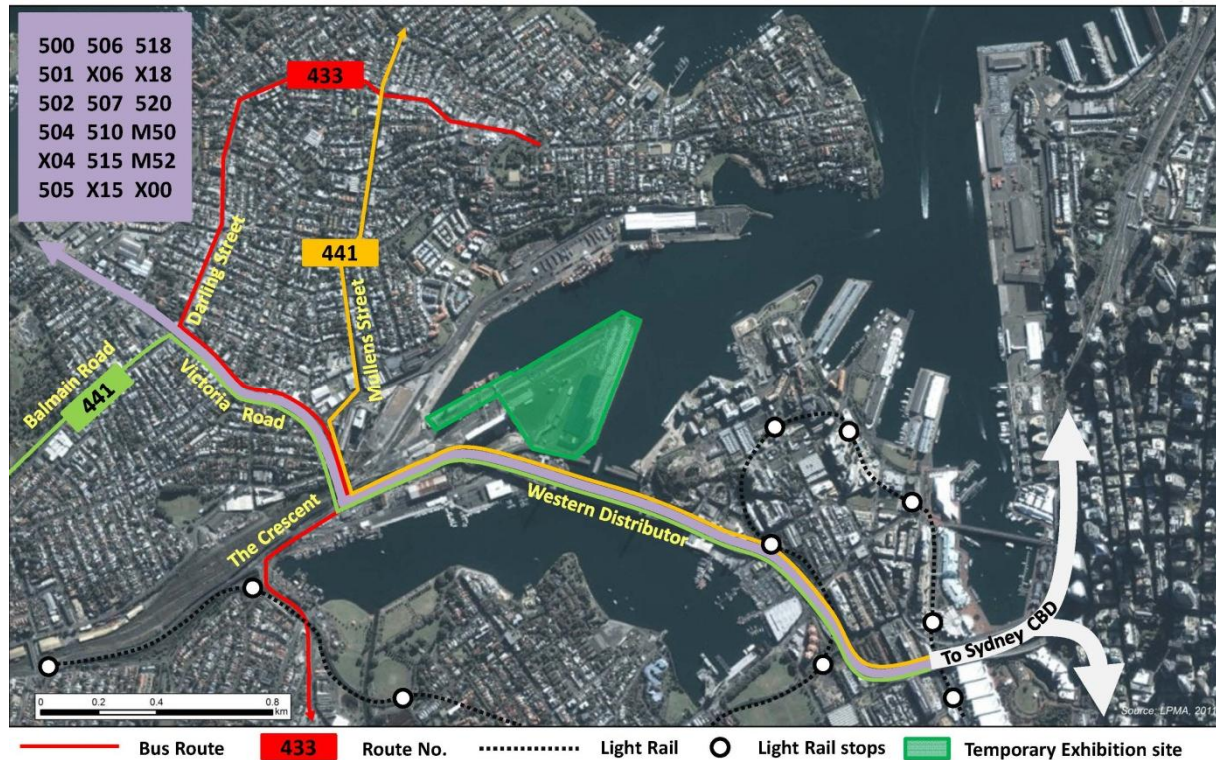 500 506 518
501 X06 X18
502 507 520
504 510 M50
X04 515 M52
505 X15 X00
433
441
Darling Street
Mullens Street
Balmain Road
441
Victoria Road
The Crescent
Western Distributor
To Sydney CBD
0 0.2 0.4 0.6 0.8
km
Source: LPMA, 2011
Bus Route
433 Route No.
Light Rail
Light Rail stops
Temporary Exhibition site